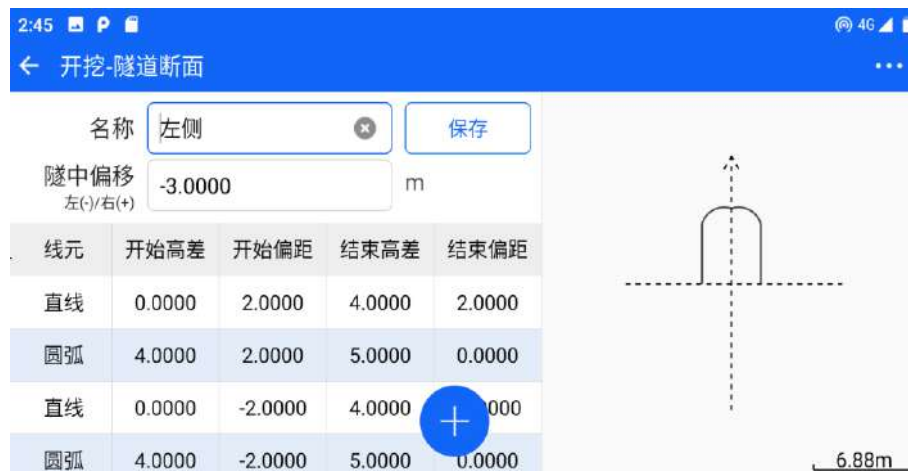 2:45 4G
开挖-隧道断面
名称 左侧 保存
隧中偏移 -3.0000 m
左(-)/右(+)
线元 开始高差 开始偏距 结束高差 结束偏距
直线 0.0000 2.0000 4.0000 2.0000
圆弧 4.0000 2.0000 5.0000 0.0000
直线 0.0000 -2.0000 4.0000
圆弧 4.0000 -2.0000 5.0000 0.0000
6.88m